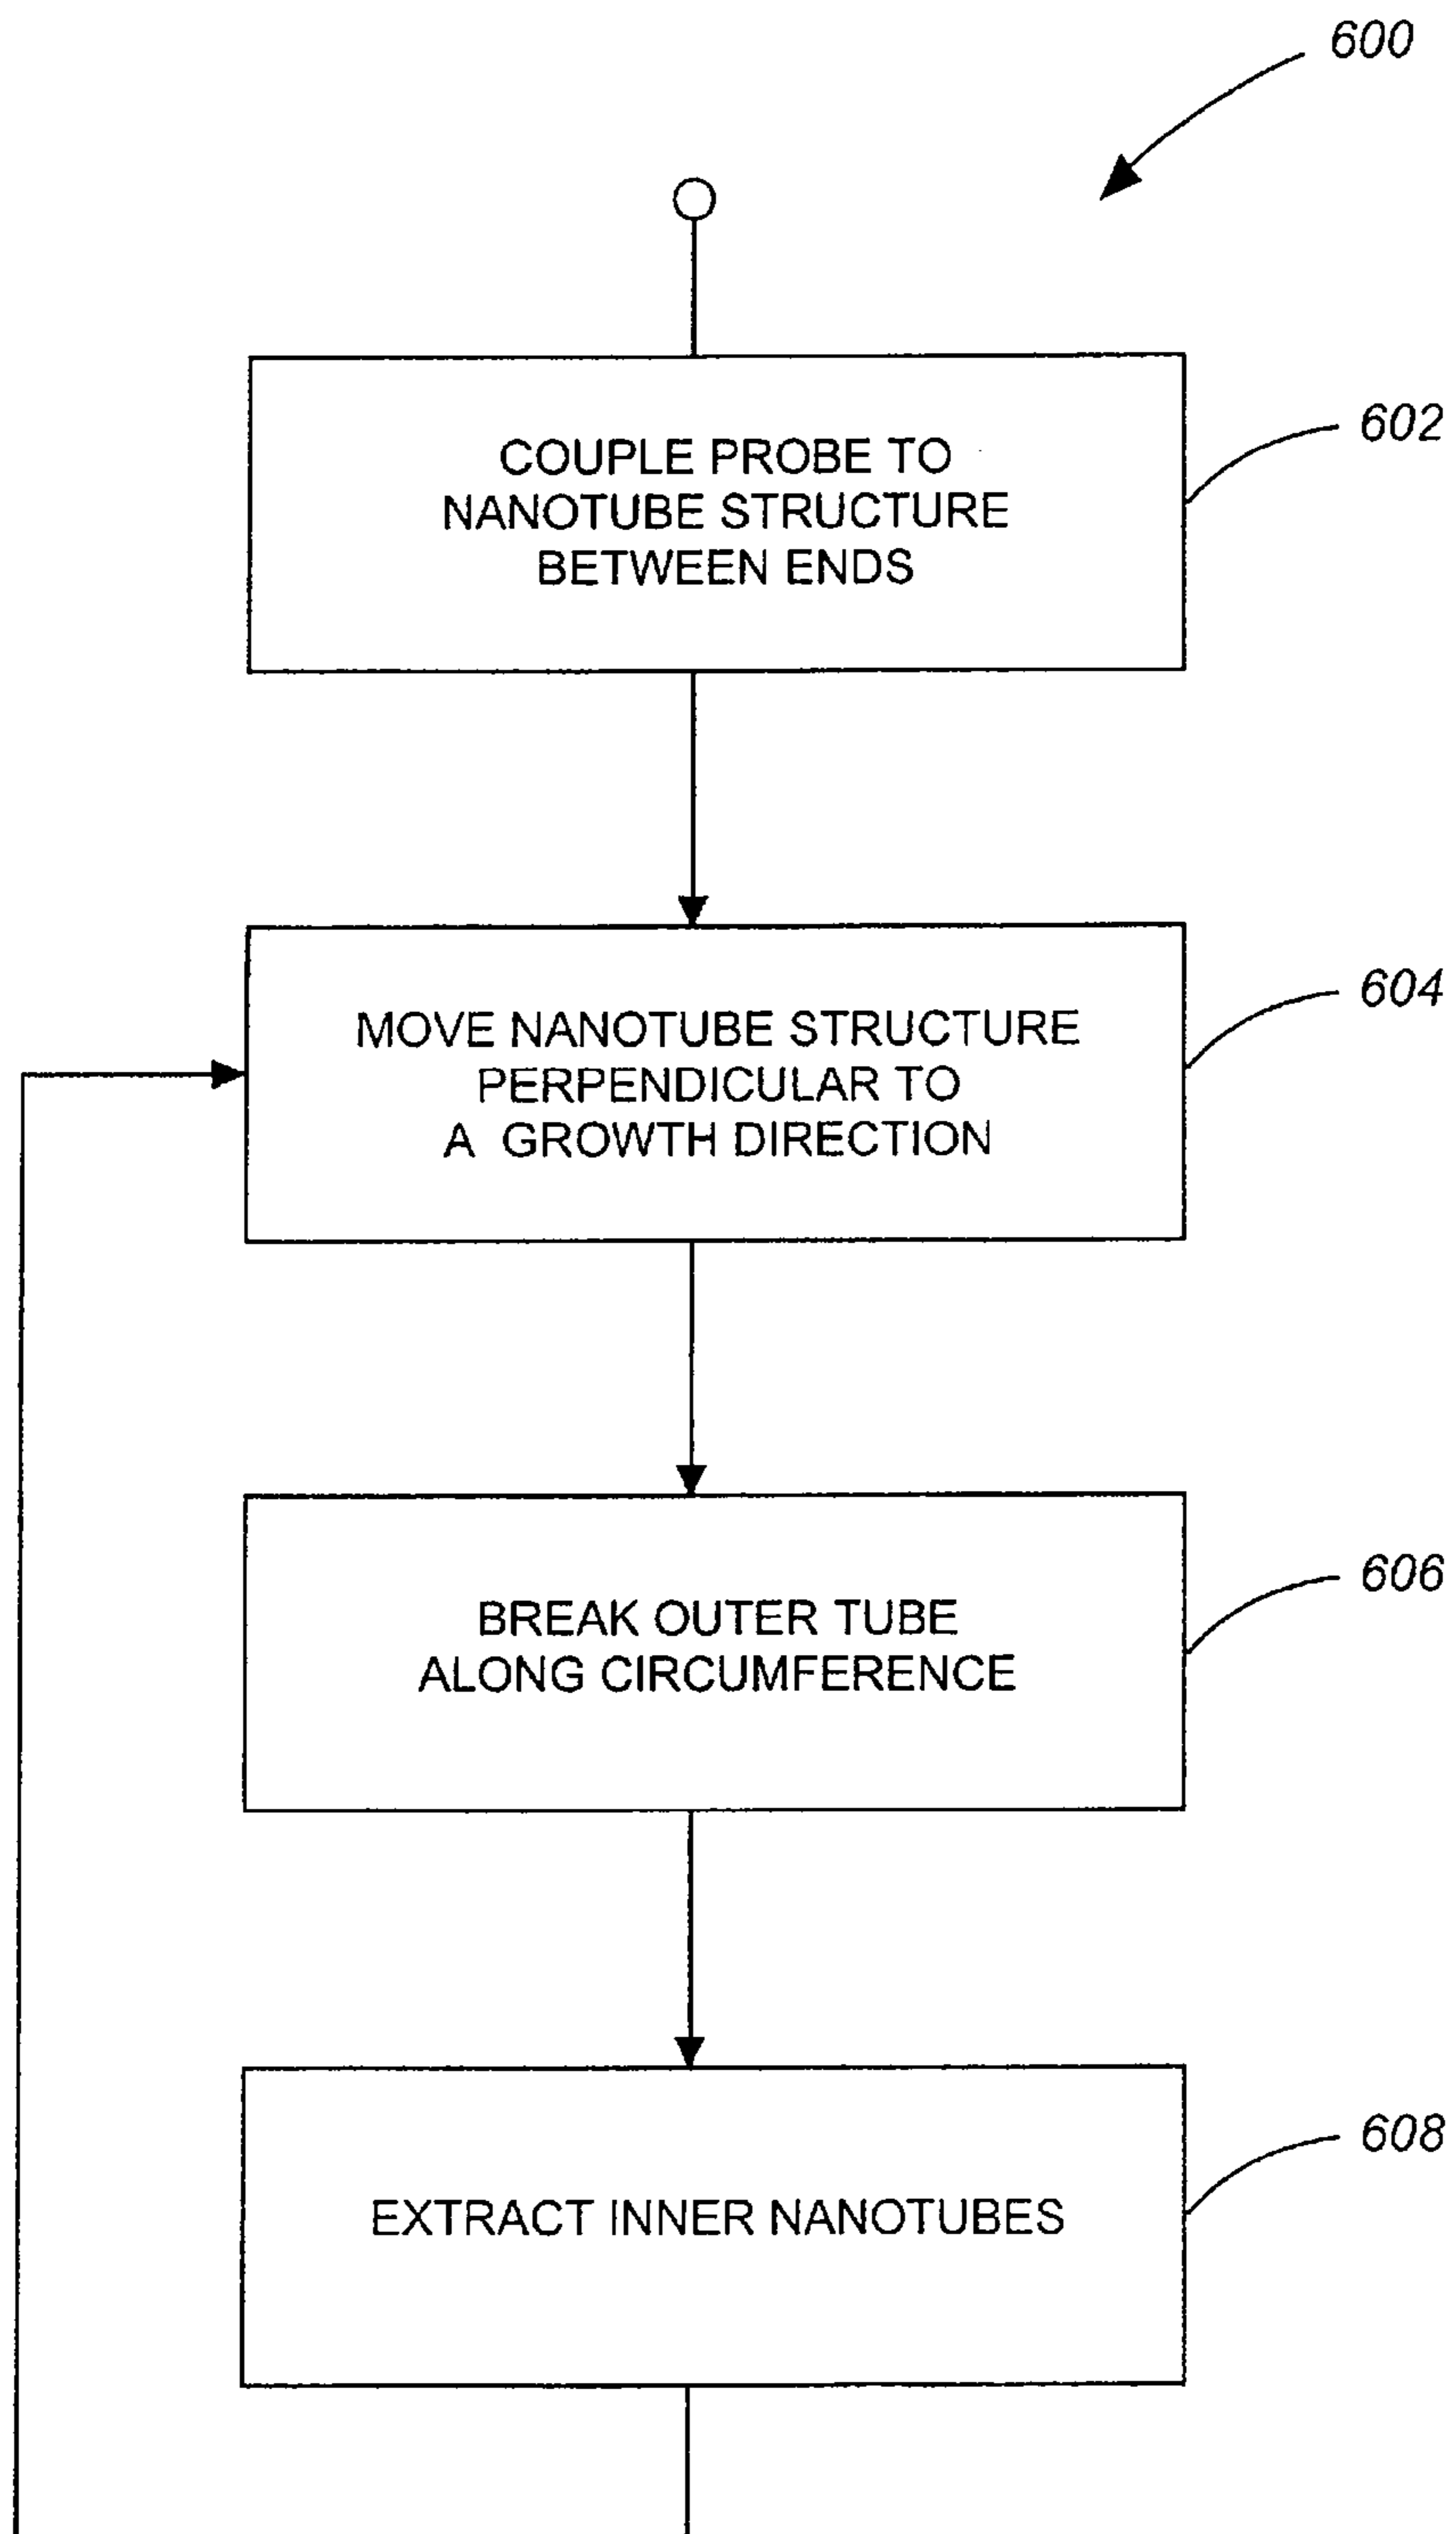 600
COUPLE PROBE TO
NANOTUBE STRUCTURE
BETWEEN ENDS
602
MOVE NANOTUBE STRUCTURE
PERPENDICULAR TO
A GROWTH DIRECTION
604
BREAK OUTER TUBE
ALONG CIRCUMFERENCE
606
EXTRACT INNER NANOTUBES
608